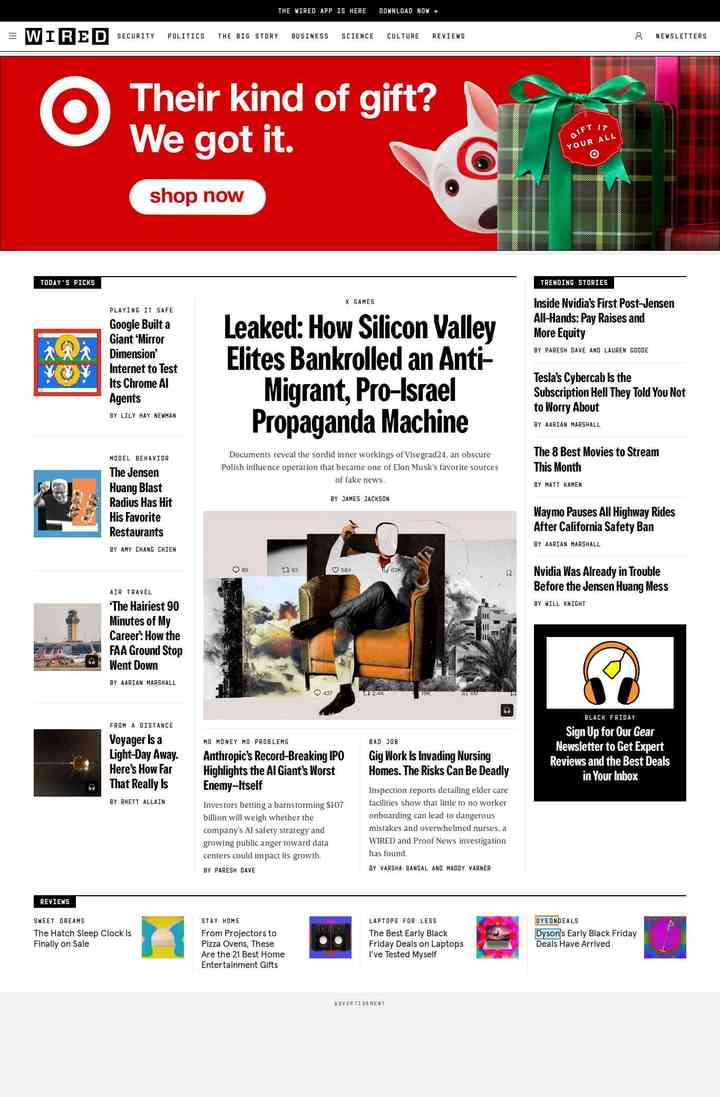 THE WIRED APP IS HERE DOWNLOAD NOW
WIRED SECURITY POLITICS THE BIG STORY BUSINESS SCIENCE CULTURE REVIEWS NEWSLETTERS
Their kind of gift?
We got it.
shop now
GIFT IT
YOUR ALL
TODAY'S PICKS
PLAYING IT SAFE
Google Built a
Giant ‘Mirror
Dimension’
Internet to Test
Its Chrome AI
Agents
BY LILY HAY NEWMAN
MODEL BEHAVIOR
The Jensen
Huang Blast
Radius Has Hit
His Favorite
Restaurants
BY AMY CHANG CHIEN
AIR TRAVEL
‘The Hairiest 90
Minutes of My
Career’: How the
FAA Ground Stop
Went Down
BY AARIAN MARSHALL
FROM A DISTANCE
Voyager Is a
Light-Day Away.
Here’s How Far
That Really Is
BY RHETT ALLAIN
X GAMES
Leaked: How Silicon Valley
Elites Bankrolled an Anti-
Migrant, Pro-Israel
Propaganda Machine
Documents reveal the sordid inner workings of Visegrad24, an obscure
Polish influence operation that became one of Elon Musk’s favorite sources
of fake news.
BY JAMES JACKSON
437 2.4K 19K
MO MONEY MO PROBLEMS
Anthropic’s Record-Breaking IPO
Highlights the AI Giant’s Worst
Enemy—Itself
Investors betting a barnstorming $107
billion will weigh whether the
company’s AI safety strategy and
growing public anger toward data
centers could impact its growth.
BY PARESH DAVE
BAD JOB
Gig Work Is Invading Nursing
Homes. The Risks Can Be Deadly
Inspection reports detailing elder care
facilities show that little to no worker
onboarding can lead to dangerous
mistakes and overwhelmed nurses, a
WIRED and Proof News investigation
has found.
BY VARSHA BANSAL AND MADDY VARNER
TRENDING STORIES
Inside Nvidia’s First Post-Jensen
All-Hands: Pay Raises and
More Equity
BY PARESH DAVE AND LAUREN GOODE
Tesla’s Cybercab Is the
Subscription Hell They Told You Not
to Worry About
BY AARIAN MARSHALL
The 8 Best Movies to Stream
This Month
BY MATT KAMEN
Waymo Pauses All Highway Rides
After California Safety Ban
BY AARIAN MARSHALL
Nvidia Was Already in Trouble
Before the Jensen Huang Mess
BY WILL KNIGHT
BLACK FRIDAY
Sign Up for Our Gear
Newsletter to Get Expert
Reviews and the Best Deals
in Your Inbox
REVIEWS
SWEET DREAMS
The Hatch Sleep Clock Is
Finally on Sale
STAY HOME
From Projectors to
Pizza Ovens, These
Are the 21 Best Home
Entertainment Gifts
LAPTOPS FOR LESS
The Best Early Black
Friday Deals on Laptops
I’ve Tested Myself
DYEONDEALS
Dyson’s Early Black Friday
Deals Have Arrived
ADVERTISEMENT